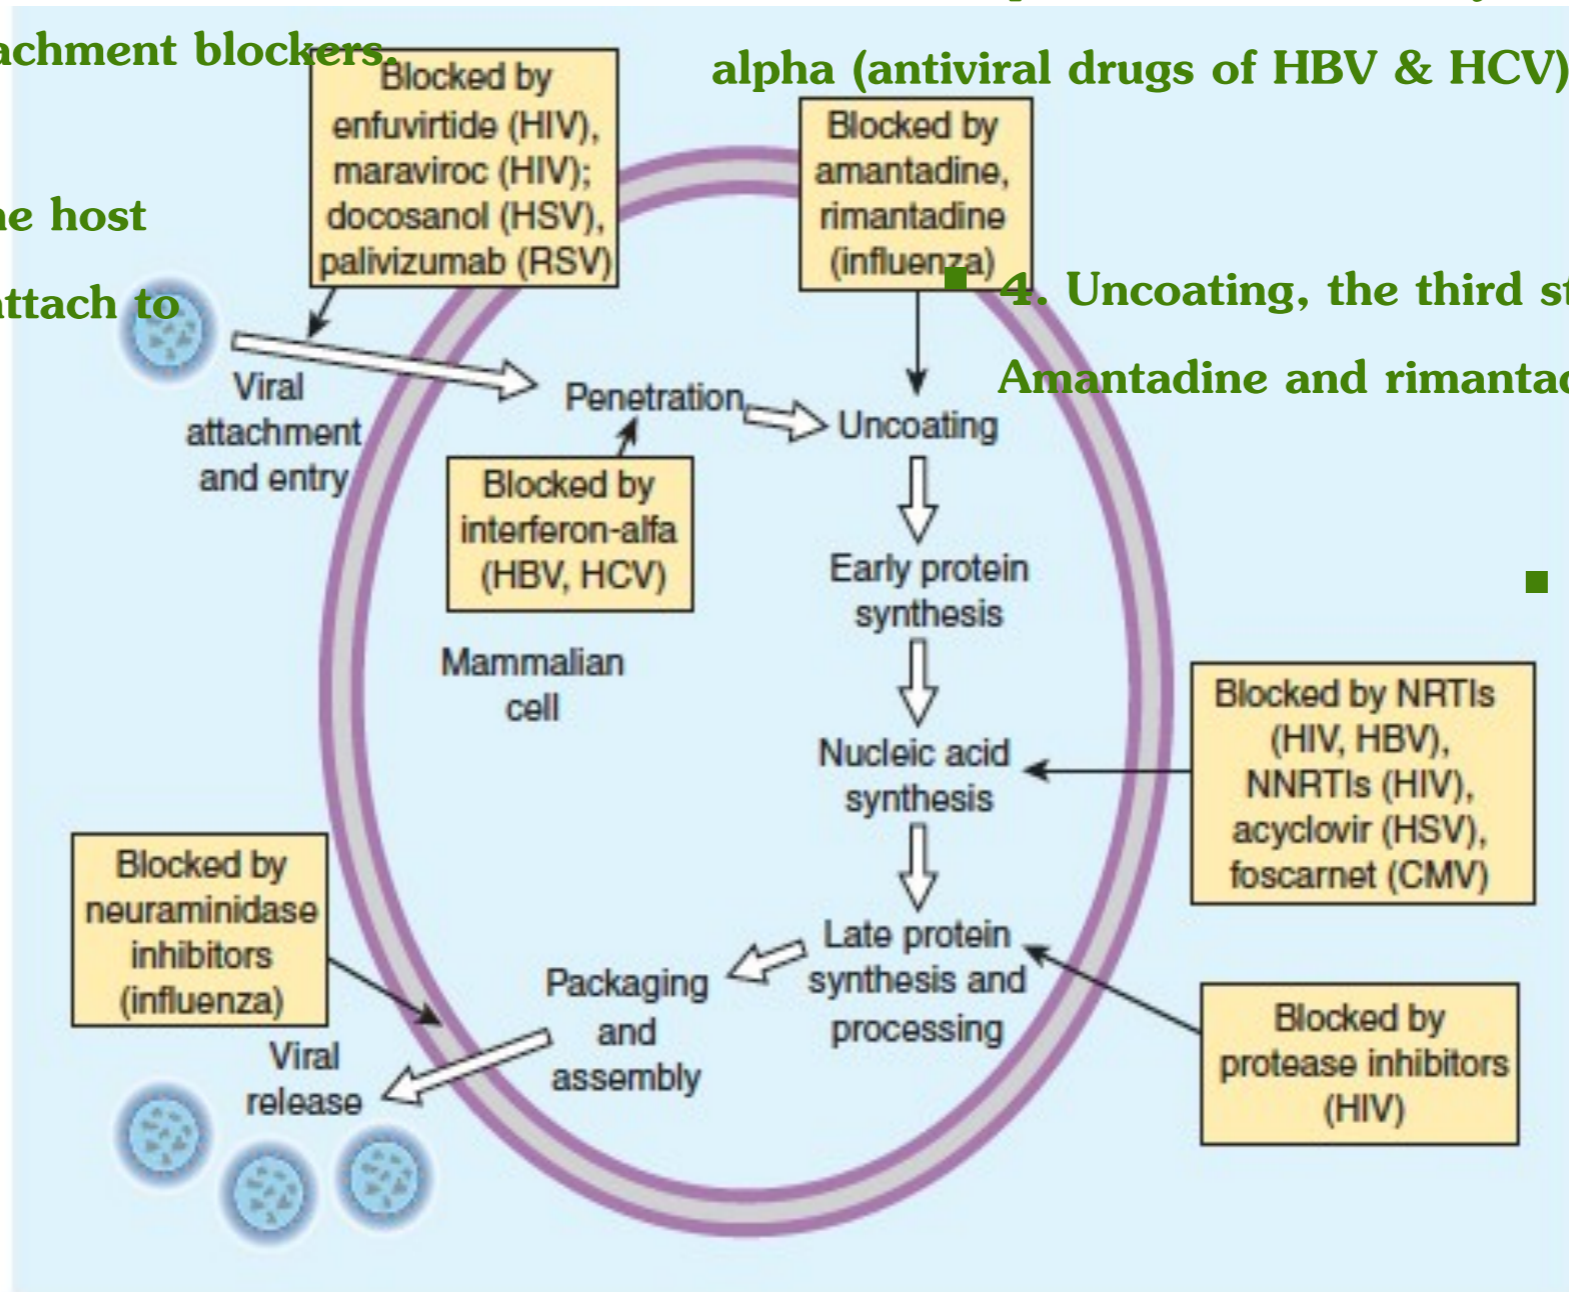 achment blockers.
alpha (antiviral drugs of HBV & HCV)
Blocked by
enfuvirtide (HIV),
maraviroc (HIV);
docosanol (HSV),
palivizumab (RSV)
Blocked by
amantadine,
rimantadine
(influenza)
he host
attach to
4. Uncoating, the third st
Amantadine and rimantad
Viral
attachment
and entry
Penetration
Uncoating
Blocked by
interferon-alfa
(HBV, HCV)
Early protein
synthesis
Mammalian
cell
Nucleic acid
synthesis
Blocked by NRTIs
(HIV, HBV),
NNRTIs (HIV),
acyclovir (HSV),
foscarnet (CMV)
Late protein
synthesis and
processing
Blocked by
protease inhibitors
(HIV)
Packaging
and
assembly
Blocked by
neuraminidase
inhibitors
(influenza)
Viral
release